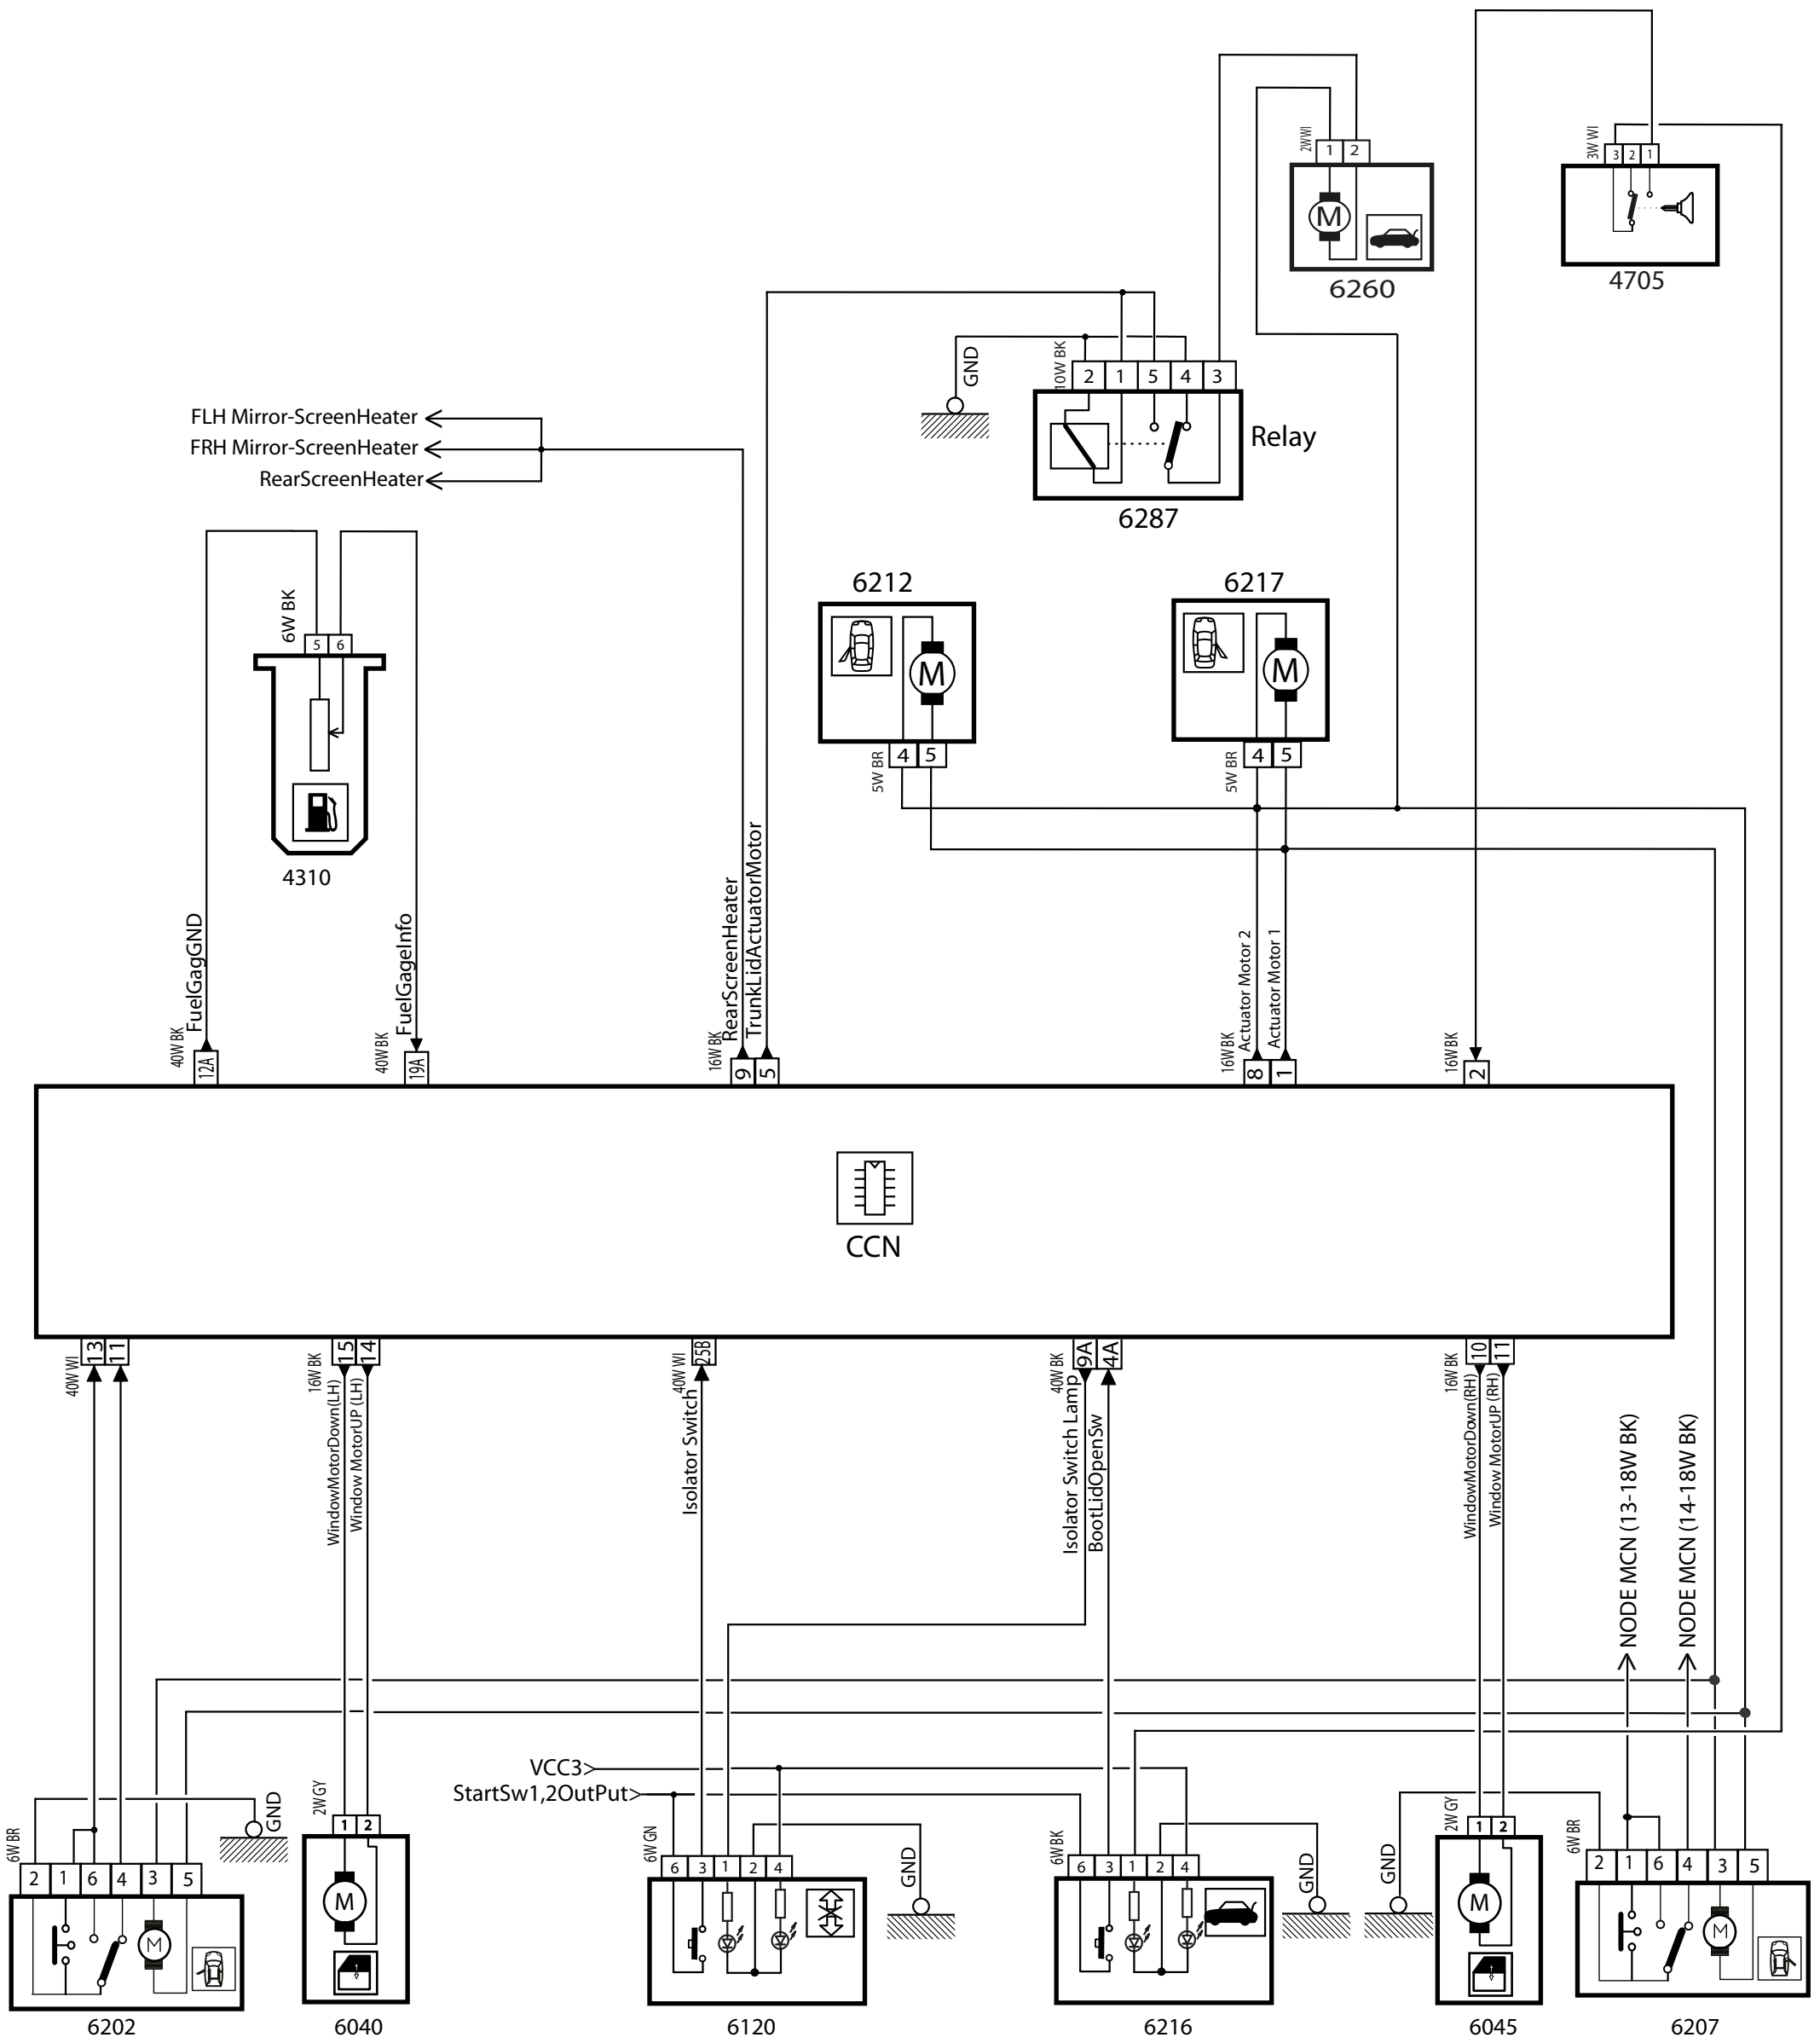 2WWI
1 2
M
6260
3W WI
3 2 1
4705
GND
10W BK
2 1 5 4 3
Relay
6287
FLH Mirror-ScreenHeater
FRH Mirror-ScreenHeater
RearScreenHeater
6W BK
5 6
4310
6212
M
5W BR
4 5
6217
M
5W BR
4 5
40W BK
FuelGagGND
12A
40W BK
FuelGageInfo
19A
16W BK
RearScreenHeater
TrunkLidActuatorMotor
9 5
16W BK
Actuator Motor 2
Actuator Motor 1
8 1
16W BK
2
CCN
40W WI
13 11
16W BK
15 14
WindowMotorDown(LH)
Window MotorUP (LH)
40W WI
25B
Isolator Switch
40W BK
9A 4A
Isolator Switch Lamp
BootLidOpenSw
16W BK
10 11
WindowMotorDown(RH)
Window MotorUP (RH)
NODE MCN (13-18W BK)
NODE MCN (14-18W BK)
VCC3
StartSw1,2OutPut
6W BR
2 1 6 4 3 5
GND
M
6202
2W GY
1 2
M
6040
6W GN
6 3 1 2 4
GND
6120
6W BK
6 3 1 2 4
GND
6216
GND
2W GY
1 2
M
6045
6W BR
2 1 6 4 3 5
M
6207